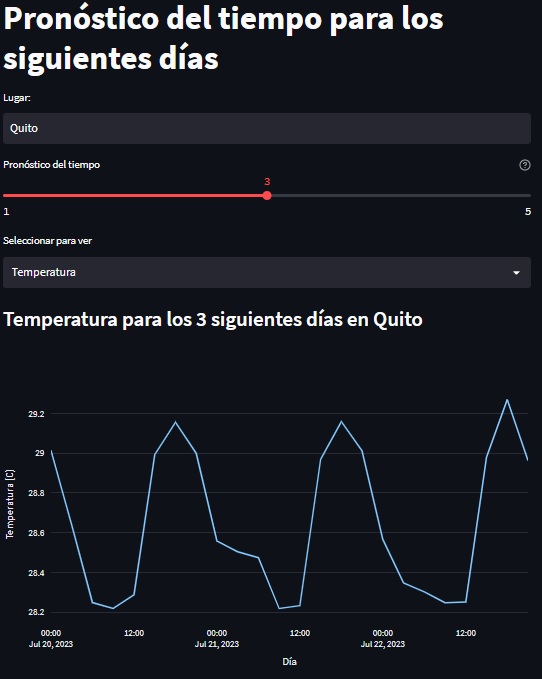 Pronóstico del tiempo para los
siguientes días
Lugar:
Quito
Pronóstico del tiempo
3
1 5
Seleccionar para ver
Temperatura
Temperatura para los 3 siguientes días en Quito
29.2
29
28.8
28.6
28.4
28.2
Temperatura (C)
00:00 12:00 00:00 12:00 00:00 12:00
Jul 20, 2023 Jul 21, 2023 Jul 22, 2023
Día